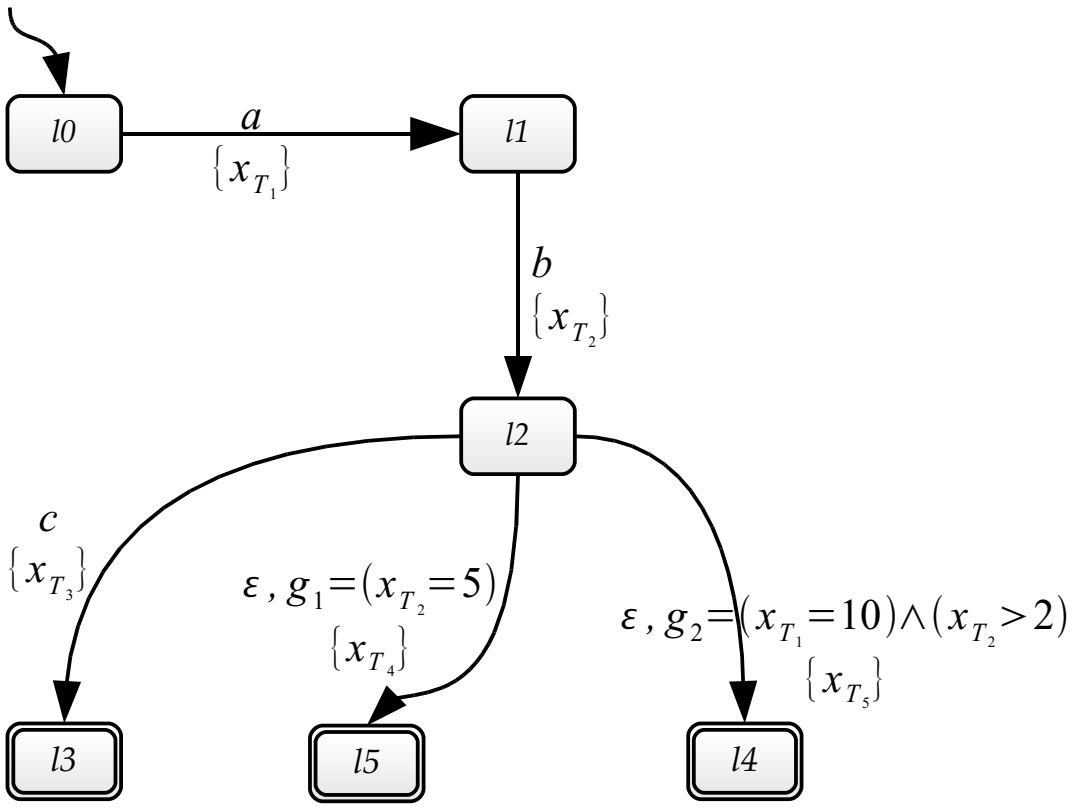 l0
a
{x_{T_1}}
l1
b
{x_{T_2}}
l2
c
{x_{T_3}}
ε, g_1=(x_{T_2}=5)
{x_{T_4}}
ε, g_2=(x_{T_1}=10)∧(x_{T_2}>2)
{x_{T_5}}
l3
l5
l4